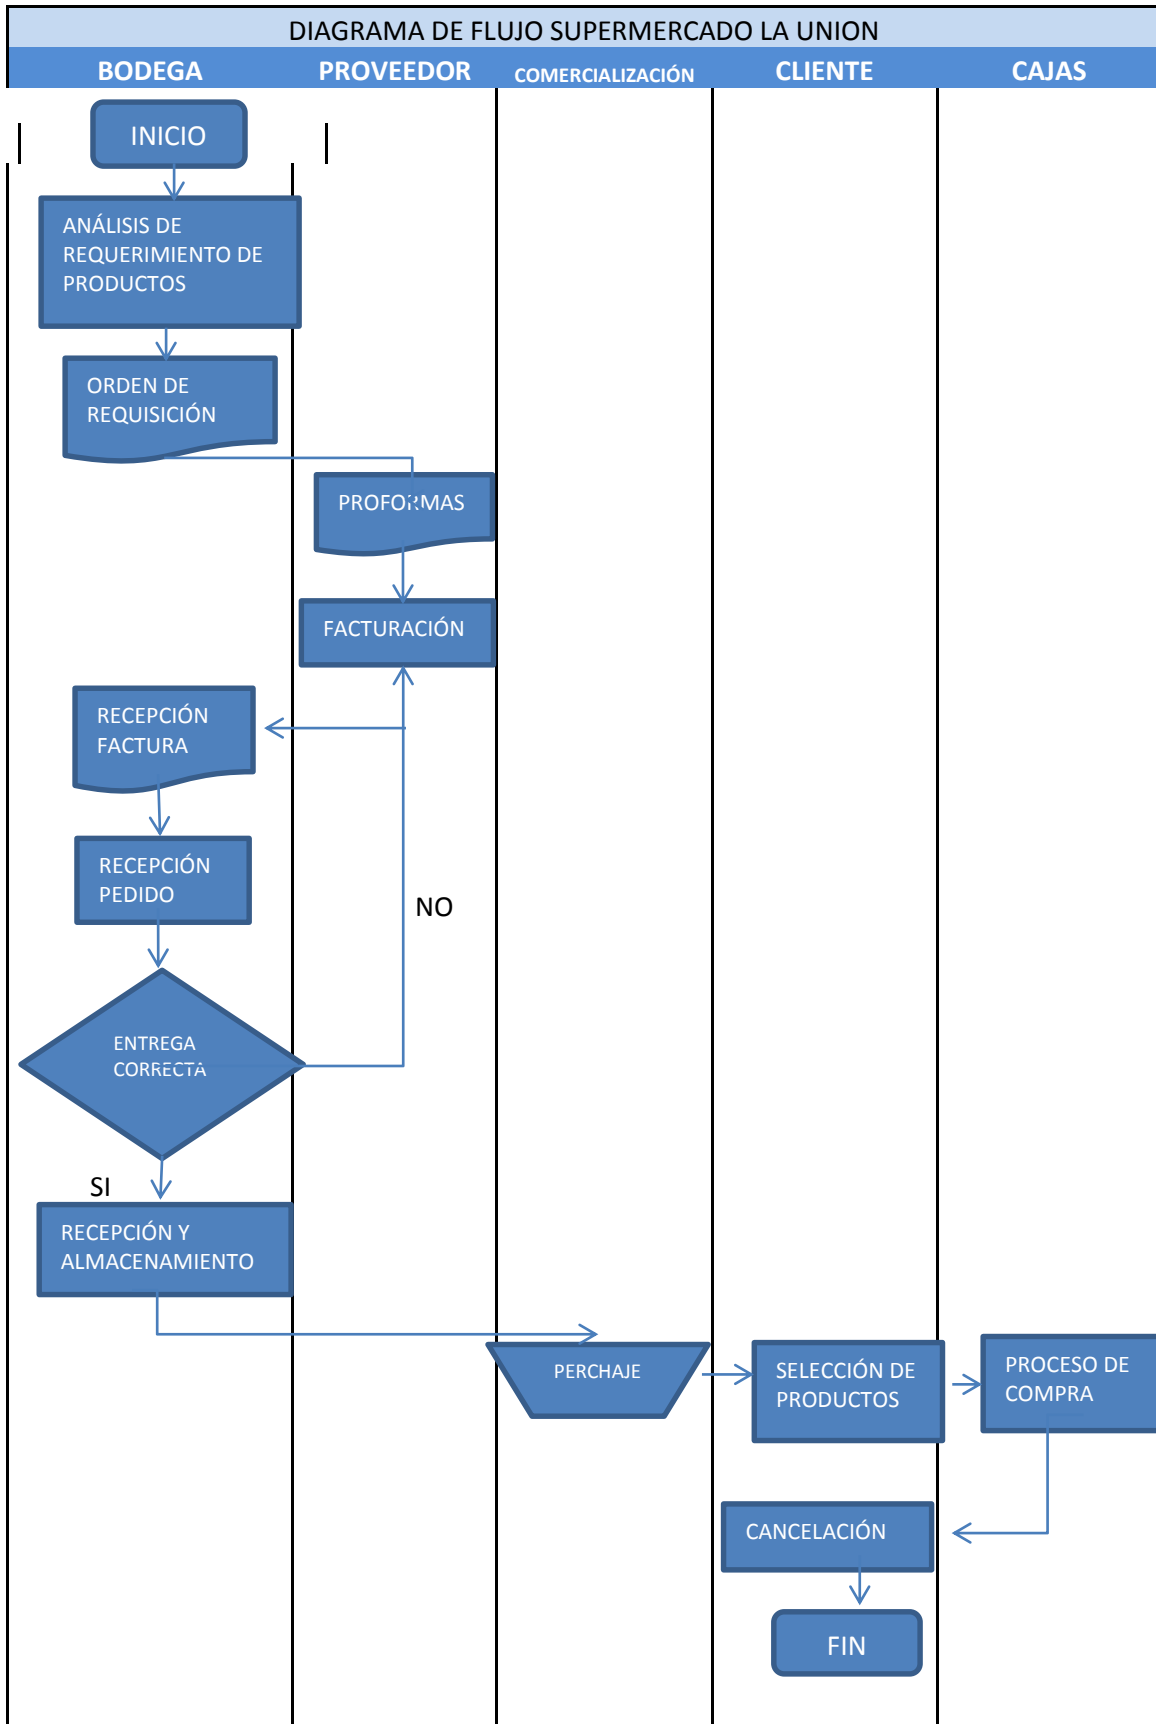 DIAGRAMA DE FLUJO SUPERMERCADO LA UNION
BODEGA
PROVEEDOR
COMERCIALIZACIÓN
CLIENTE
CAJAS
INICIO
ANÁLISIS DE
REQUERIMIENTO DE
PRODUCTOS
ORDEN DE
REQUISICIÓN
PROFORMAS
FACTURACIÓN
RECEPCIÓN
FACTURA
RECEPCIÓN
PEDIDO
NO
ENTREGA
CORRECTA
SI
RECEPCIÓN Y
ALMACENAMIENTO
PERCHAJE
SELECCIÓN DE
PRODUCTOS
PROCESO DE
COMPRA
CANCELACIÓN
FIN